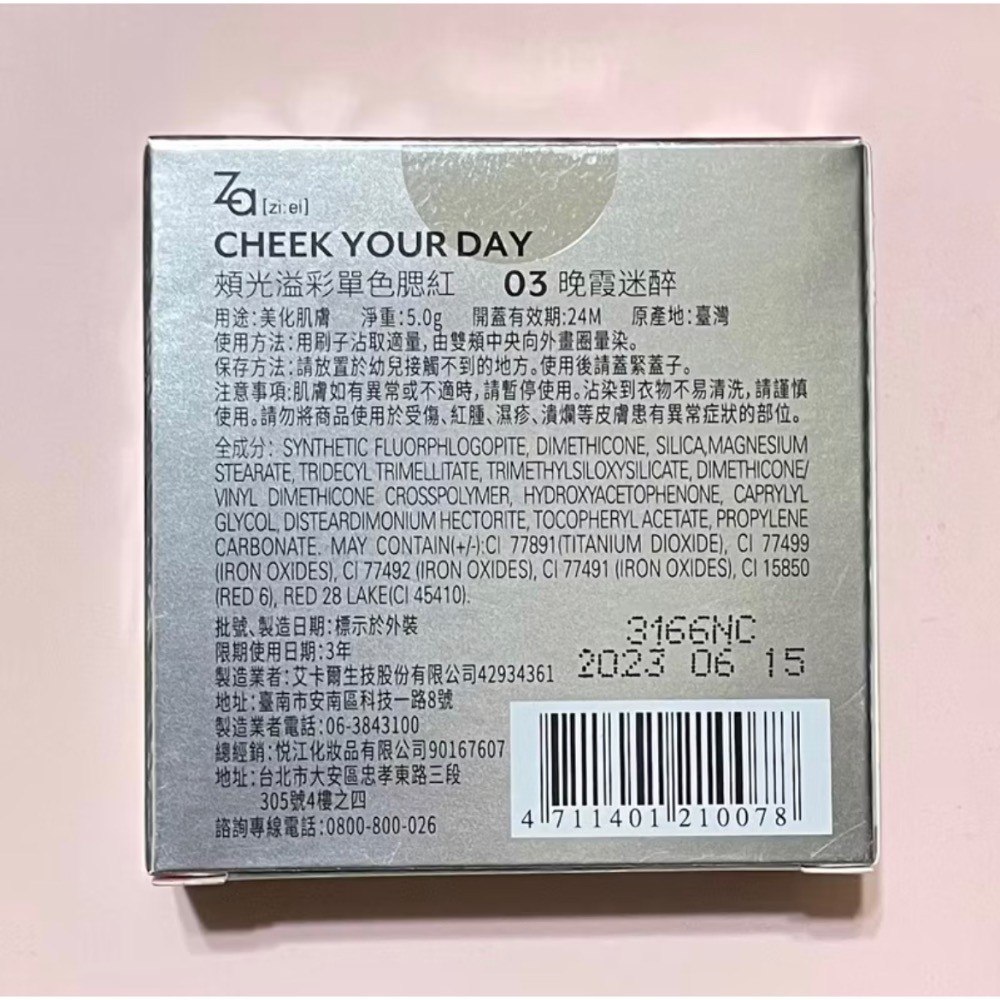 Za [zi:ei]
CHEEK YOUR DAY
頰光溢彩單色腮紅 03 晚霞迷醉
用途:美化肌膚 淨重:5.0g 開蓋有效期:24M 原產地:臺灣
使用方法:用刷子沾取適量,由雙頰中央向外畫圈暈染。
保存方法:請放置於幼兒接觸不到的地方。使用後請蓋緊蓋子。
注意事項:肌膚如有異常或不適時,請暫停使用。沾染到衣物不易清洗,請謹慎
使用。請勿將商品使用於受傷、紅腫、濕疹、潰爛等皮膚患有異常症狀的部位。
全成分: SYNTHETIC FLUORPHLOGOPITE, DIMETHICONE, SILICA,MAGNESIUM
STEARATE, TRIDECYL TRIMELLITATE, TRIMETHYLSILOXYSILICATE, DIMETHICONE/
VINYL DIMETHICONE CROSSPOLYMER, HYDROXYACETOPHENONE, CAPRYLYL
GLYCOL, DISTEARDIMONIUM HECTORITE, TOCOPHERYL ACETATE, PROPYLENE
CARBONATE. MAY CONTAIN(+/-):CI 77891(TITANIUM DIOXIDE), CI 77499
(IRON OXIDES), CI 77492 (IRON OXIDES), CI 77491 (IRON OXIDES), CI 15850
(RED 6), RED 28 LAKE(CI 45410).
批號、製造日期:標示於外裝
限期使用日期:3年
製造業者:艾卡爾生技股份有限公司42934361
地址:臺南市安南區科技一路8號
製造業者電話:06-3843100
總經銷:悅江化妝品有限公司90167607
地址:台北市大安區忠孝東路三段
305號4樓之四
諮詢專線電話:0800-800-026
3166NC
2023 06 15
4 711401 210078